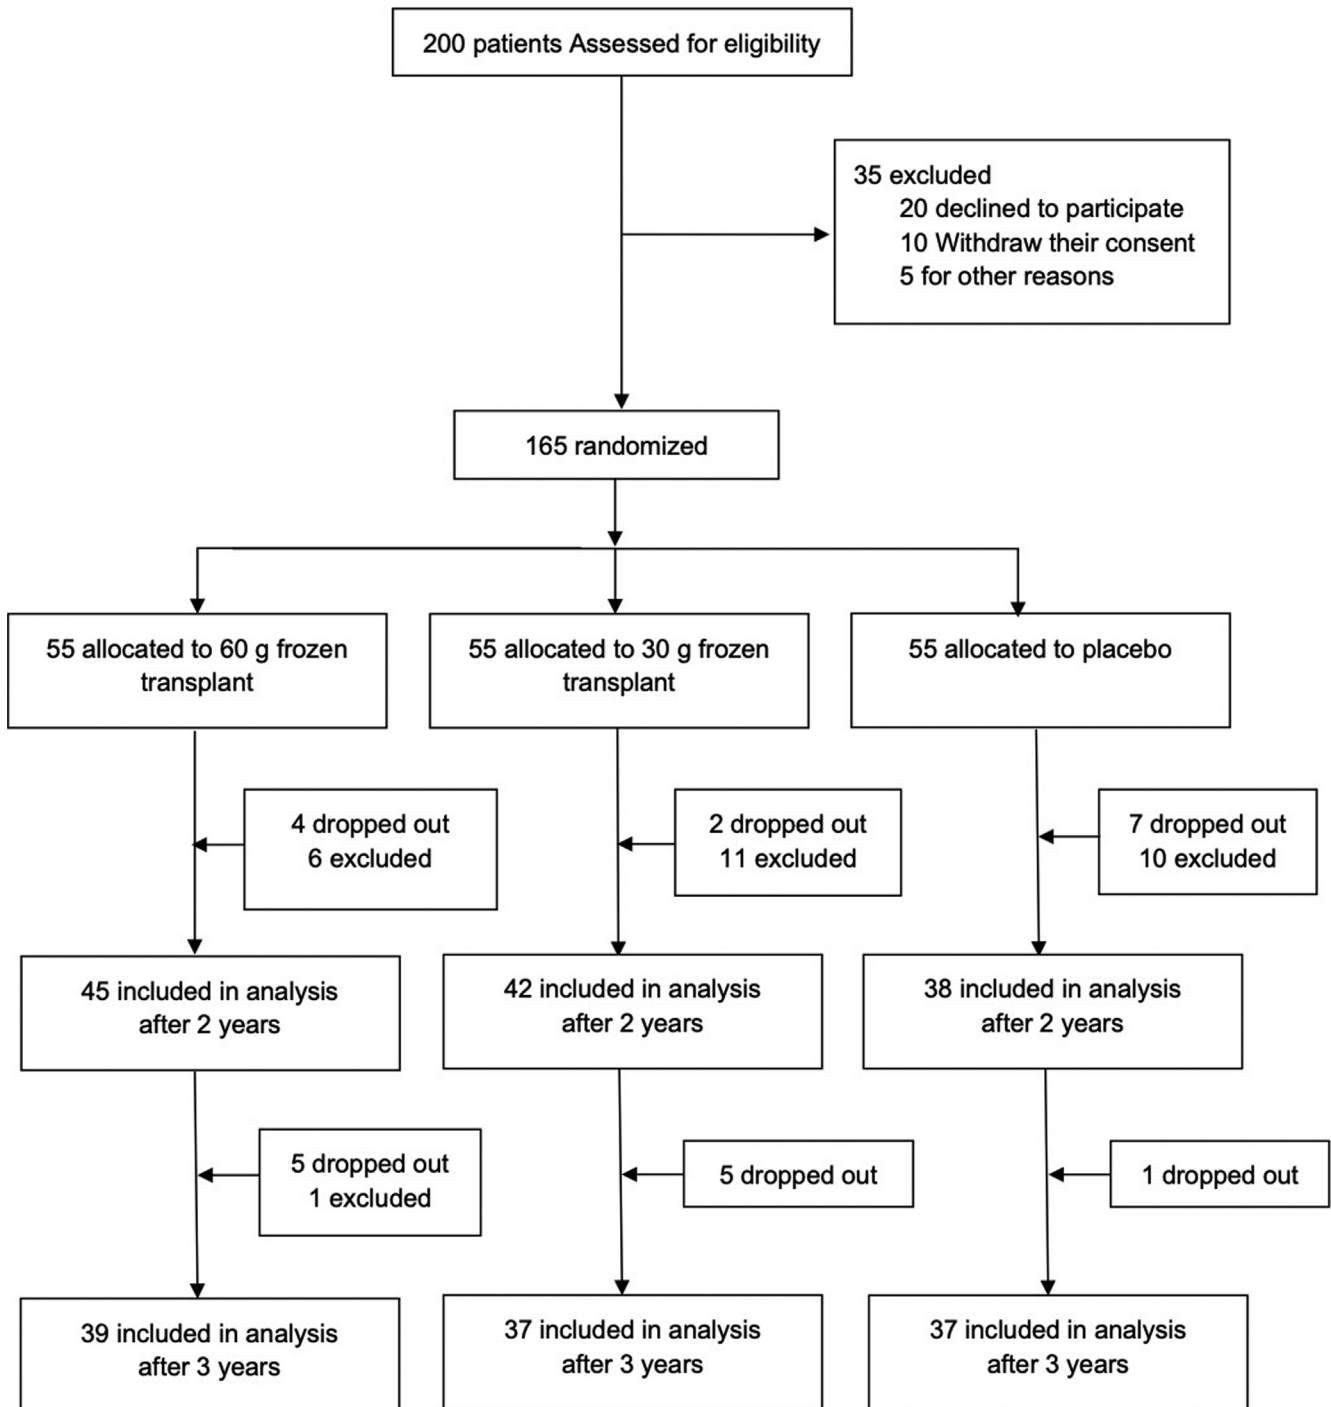 200 patients Assessed for eligibility
35 excluded
20 declined to participate
10 Withdraw their consent
5 for other reasons
165 randomized
55 allocated to 60 g frozen
transplant
55 allocated to 30 g frozen
transplant
55 allocated to placebo
4 dropped out
6 excluded
2 dropped out
11 excluded
7 dropped out
10 excluded
45 included in analysis
after 2 years
42 included in analysis
after 2 years
38 included in analysis
after 2 years
5 dropped out
1 excluded
5 dropped out
1 dropped out
39 included in analysis
after 3 years
37 included in analysis
after 3 years
37 included in analysis
after 3 years